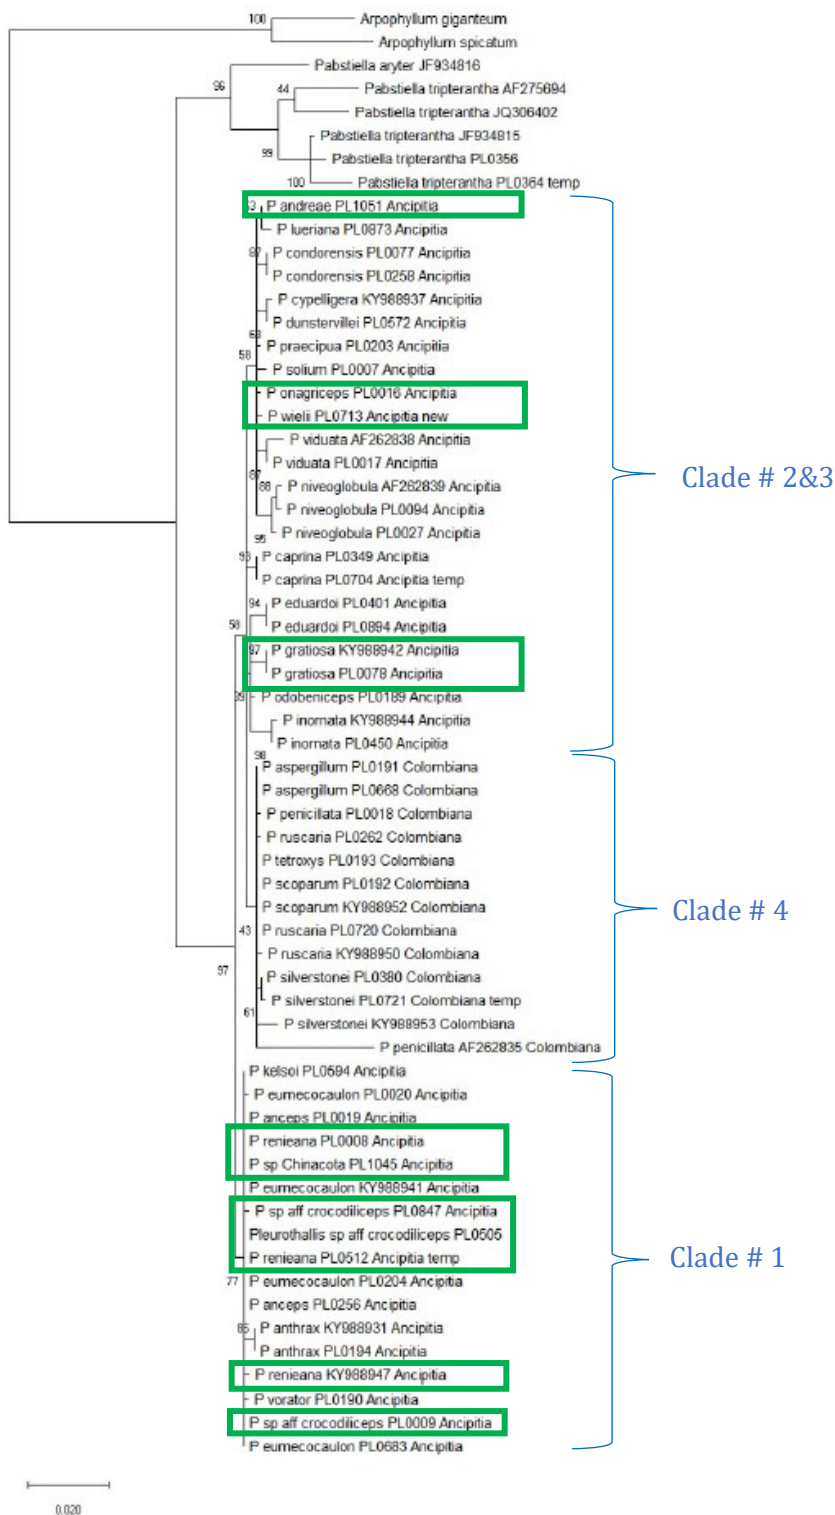 100
Arpophyllum giganteum
Arpophyllum spicatum
Pabstiella aryter JF934816
96
44
Pabstiella tripterantha AF275694
Pabstiella tripterantha JQ306402
Pabstiella tripterantha JF934815
99
Pabstiella tripterantha PL0356
100
Pabstiella tripterantha PL0364 temp
P andreae PL1051 Ancipitia
P lueriana PL0873 Ancipitia
87
P condorensis PL0077 Ancipitia
P condorensis PL0258 Ancipitia
P cypelligera KY988937 Ancipitia
P dunstervillei PL0572 Ancipitia
68
P praecipua PL0203 Ancipitia
58
P solium PL0007 Ancipitia
P onagriceps PL0016 Ancipitia
P wielii PL0713 Ancipitia new
P viduata AF262838 Ancipitia
P viduata PL0017 Ancipitia
87
Clade # 2&3
88
P niveoglobula AF262839 Ancipitia
P niveoglobula PL0094 Ancipitia
P niveoglobula PL0027 Ancipitia
95
93
P caprina PL0349 Ancipitia
P caprina PL0704 Ancipitia temp
94
P eduardoi PL0401 Ancipitia
58
P eduardoi PL0894 Ancipitia
97
P gratiosa KY988942 Ancipitia
P gratiosa PL0078 Ancipitia
P odobeniceps PL0189 Ancipitia
P inornata KY988944 Ancipitia
P inornata PL0450 Ancipitia
98
P aspergillum PL0191 Colombiana
P aspergillum PL0668 Colombiana
P penicillata PL0018 Colombiana
P ruscaria PL0262 Colombiana
P tetroxys PL0193 Colombiana
P scoparum PL0192 Colombiana
P scoparum KY988952 Colombiana
Clade # 4
43
P ruscaria PL0720 Colombiana
P ruscaria KY988950 Colombiana
97
P silverstonei PL0380 Colombiana
P silverstonei PL0721 Colombiana temp
61
P silverstonei KY988953 Colombiana
P penicillata AF262835 Colombiana
P kelsoi PL0594 Ancipitia
P eumecocaulon PL0020 Ancipitia
P anceps PL0019 Ancipitia
P renieana PL0008 Ancipitia
P sp Chinacota PL1045 Ancipitia
P eumecocaulon KY988941 Ancipitia
P sp aff crocodiliceps PL0847 Ancipitia
Pleurothallis sp aff crocodiliceps PL0505
P renieana PL0512 Ancipitia temp
Clade # 1
77
P eumecocaulon PL0204 Ancipitia
P anceps PL0256 Ancipitia
P anthrax KY988931 Ancipitia
P anthrax PL0194 Ancipitia
P renieana KY988947 Ancipitia
P vorator PL0190 Ancipitia
P sp aff crocodiliceps PL0009 Ancipitia
P eumecocaulon PL0683 Ancipitia
0.020